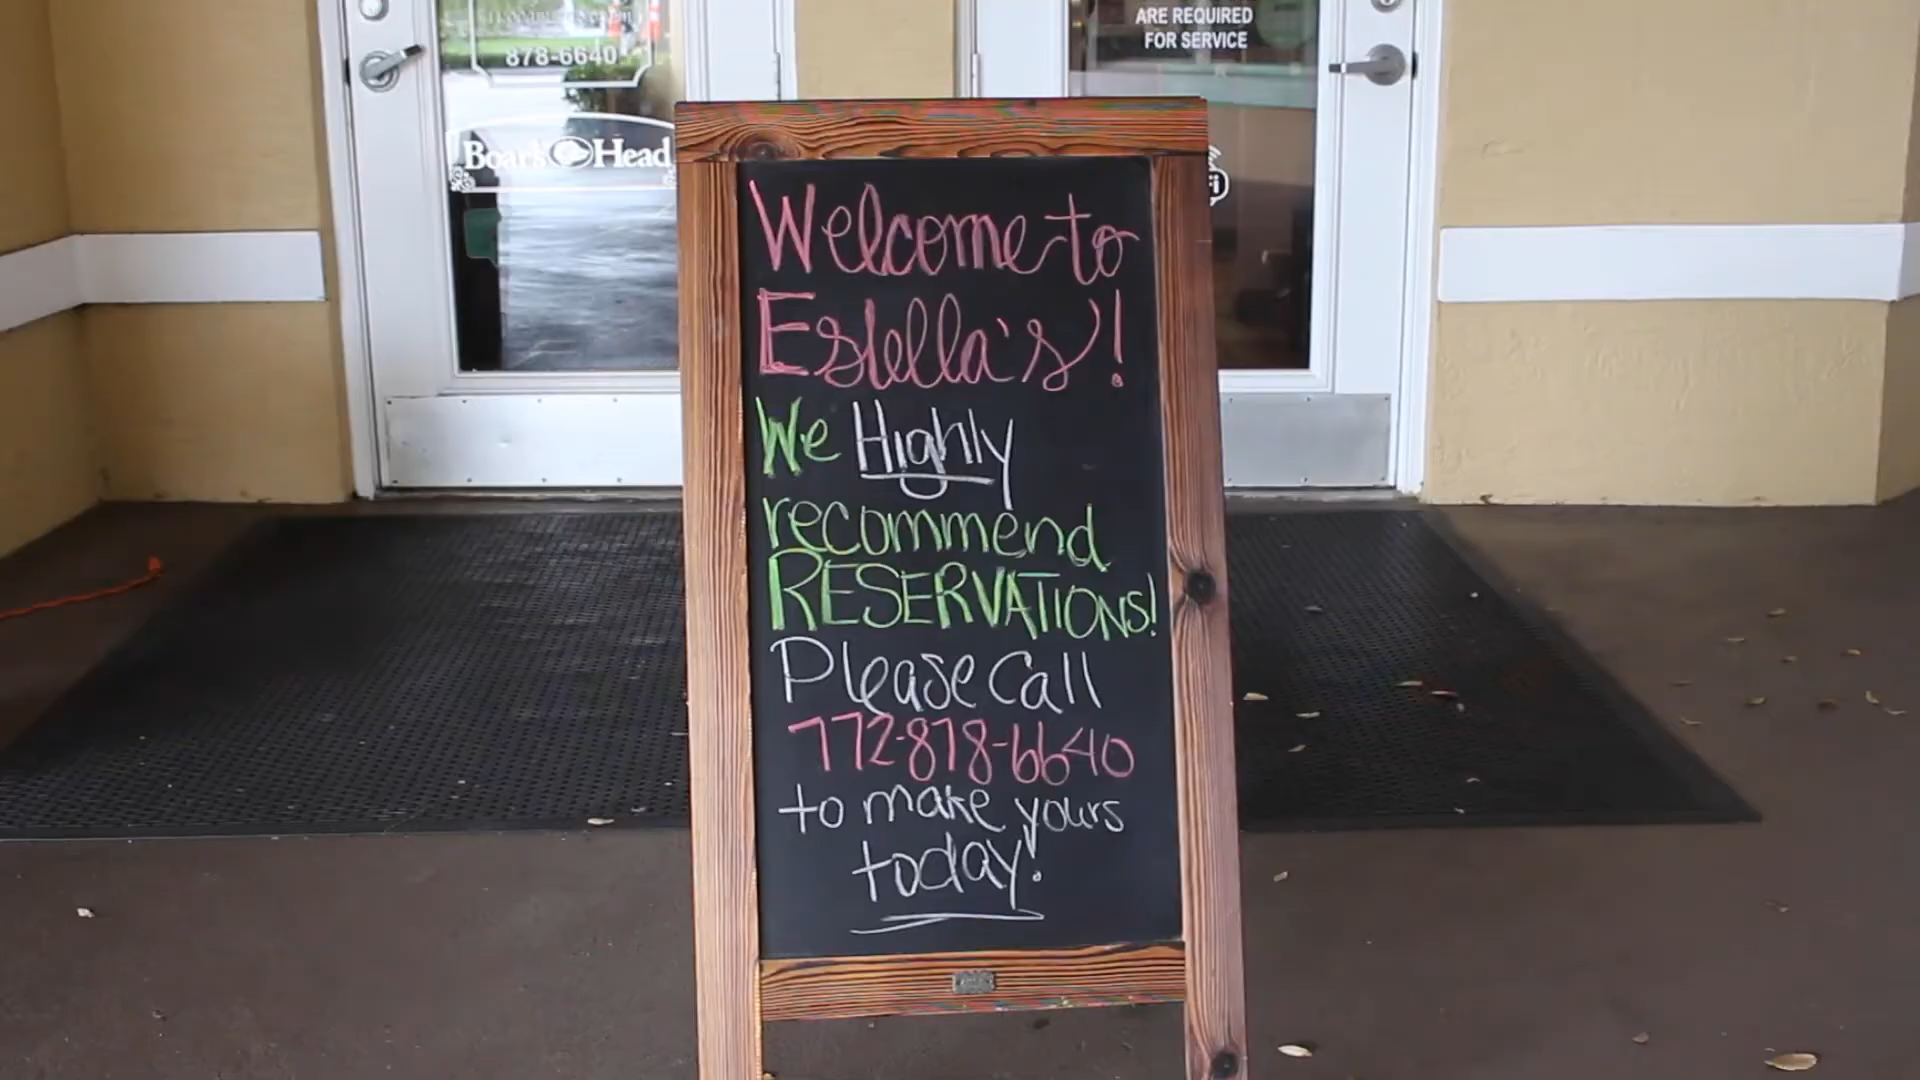 878-6640
Boar's Head
ARE REQUIRED
FOR SERVICE
Welcome to
Estella's!
We Highly
recommend
RESERVATIONS!
Please Call
772-878-6640
to make yours
today!